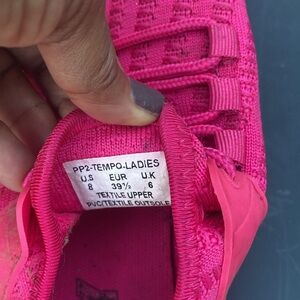 PP2-TEMPO-LADIES
U.S EUR U.K
8 39½ 6
TEXTILE UPPER
PVC/TEXTILE OUTSOLE